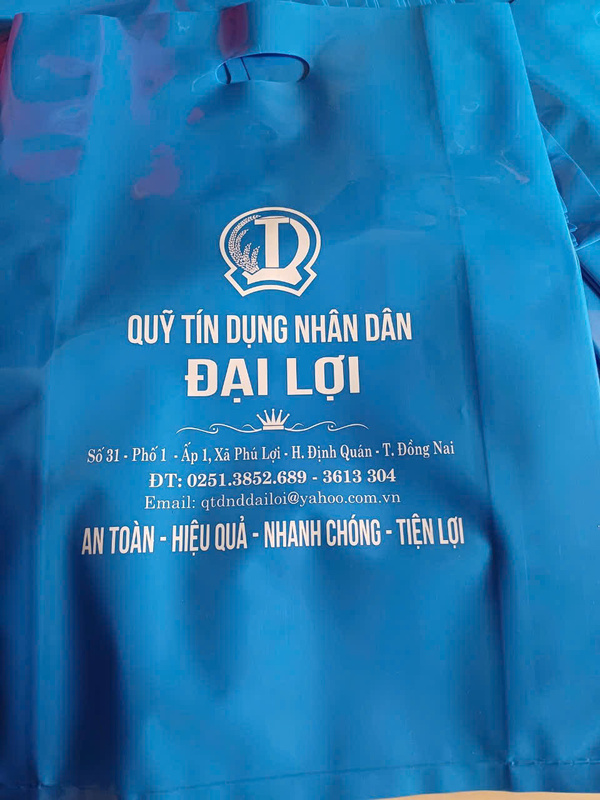 QUỸ TÍN DỤNG NHÂN DÂN
ĐẠI LỢI
Số 31 - Phố 1 - Ấp 1, Xã Phú Lợi - H. Định Quán - T. Đồng Nai
ĐT: 0251.3852.689 - 3613 304
Email: qtdnddailoi@yahoo.com.vn
AN TOÀN - HIỆU QUẢ - NHANH CHÓNG - TIỆN LỢI